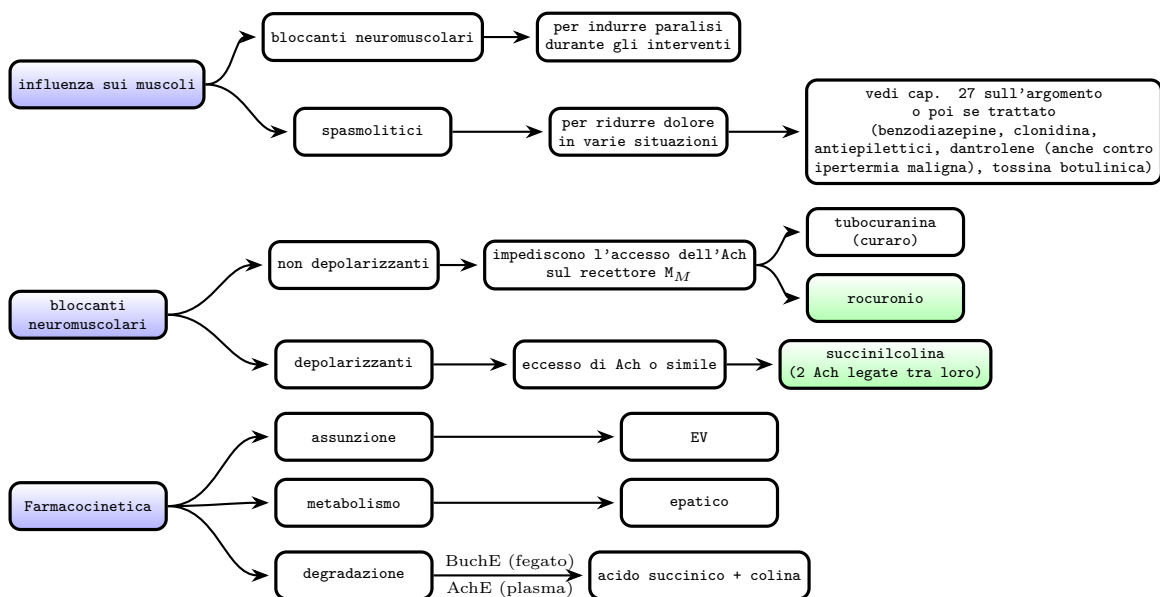 influenza sui muscoli
bloccanti neuromuscolari
per indurre paralisi
durante gli interventi
spasmolitici
per ridurre dolore
in varie situazioni
vedi cap. 27 sull'argomento
o poi se trattato
(benzodiazepine, clonidina,
antiepilettici, dantrolene (anche contro
ipertermia maligna), tossina botulinica)
bloccanti
neuromuscolari
non depolarizzanti
impediscono l'accesso dell'Ach
sul recettore M_M
tubocuranina
(curaro)
rocuronio
depolarizzanti
eccesso di Ach o simile
succinilcolina
(2 Ach legate tra loro)
Farmacocinetica
assunzione
EV
metabolismo
epatico
degradazione
BuchE (fegato)
AchE (plasma)
acido succinico + colina